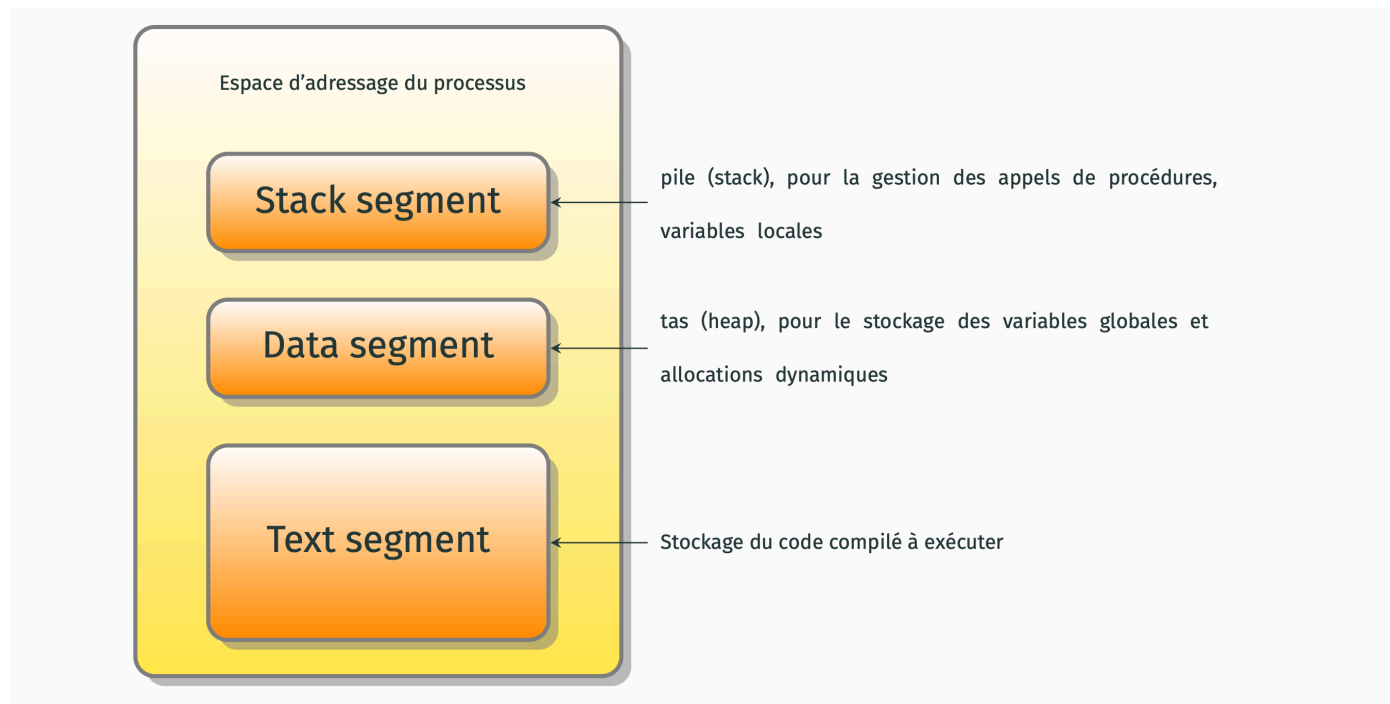 Espace d’adressage du processus
Stack segment
pile (stack), pour la gestion des appels de procédures,
variables locales
Data segment
tas (heap), pour le stockage des variables globales et
allocations dynamiques
Text segment
Stockage du code compilé à exécuter